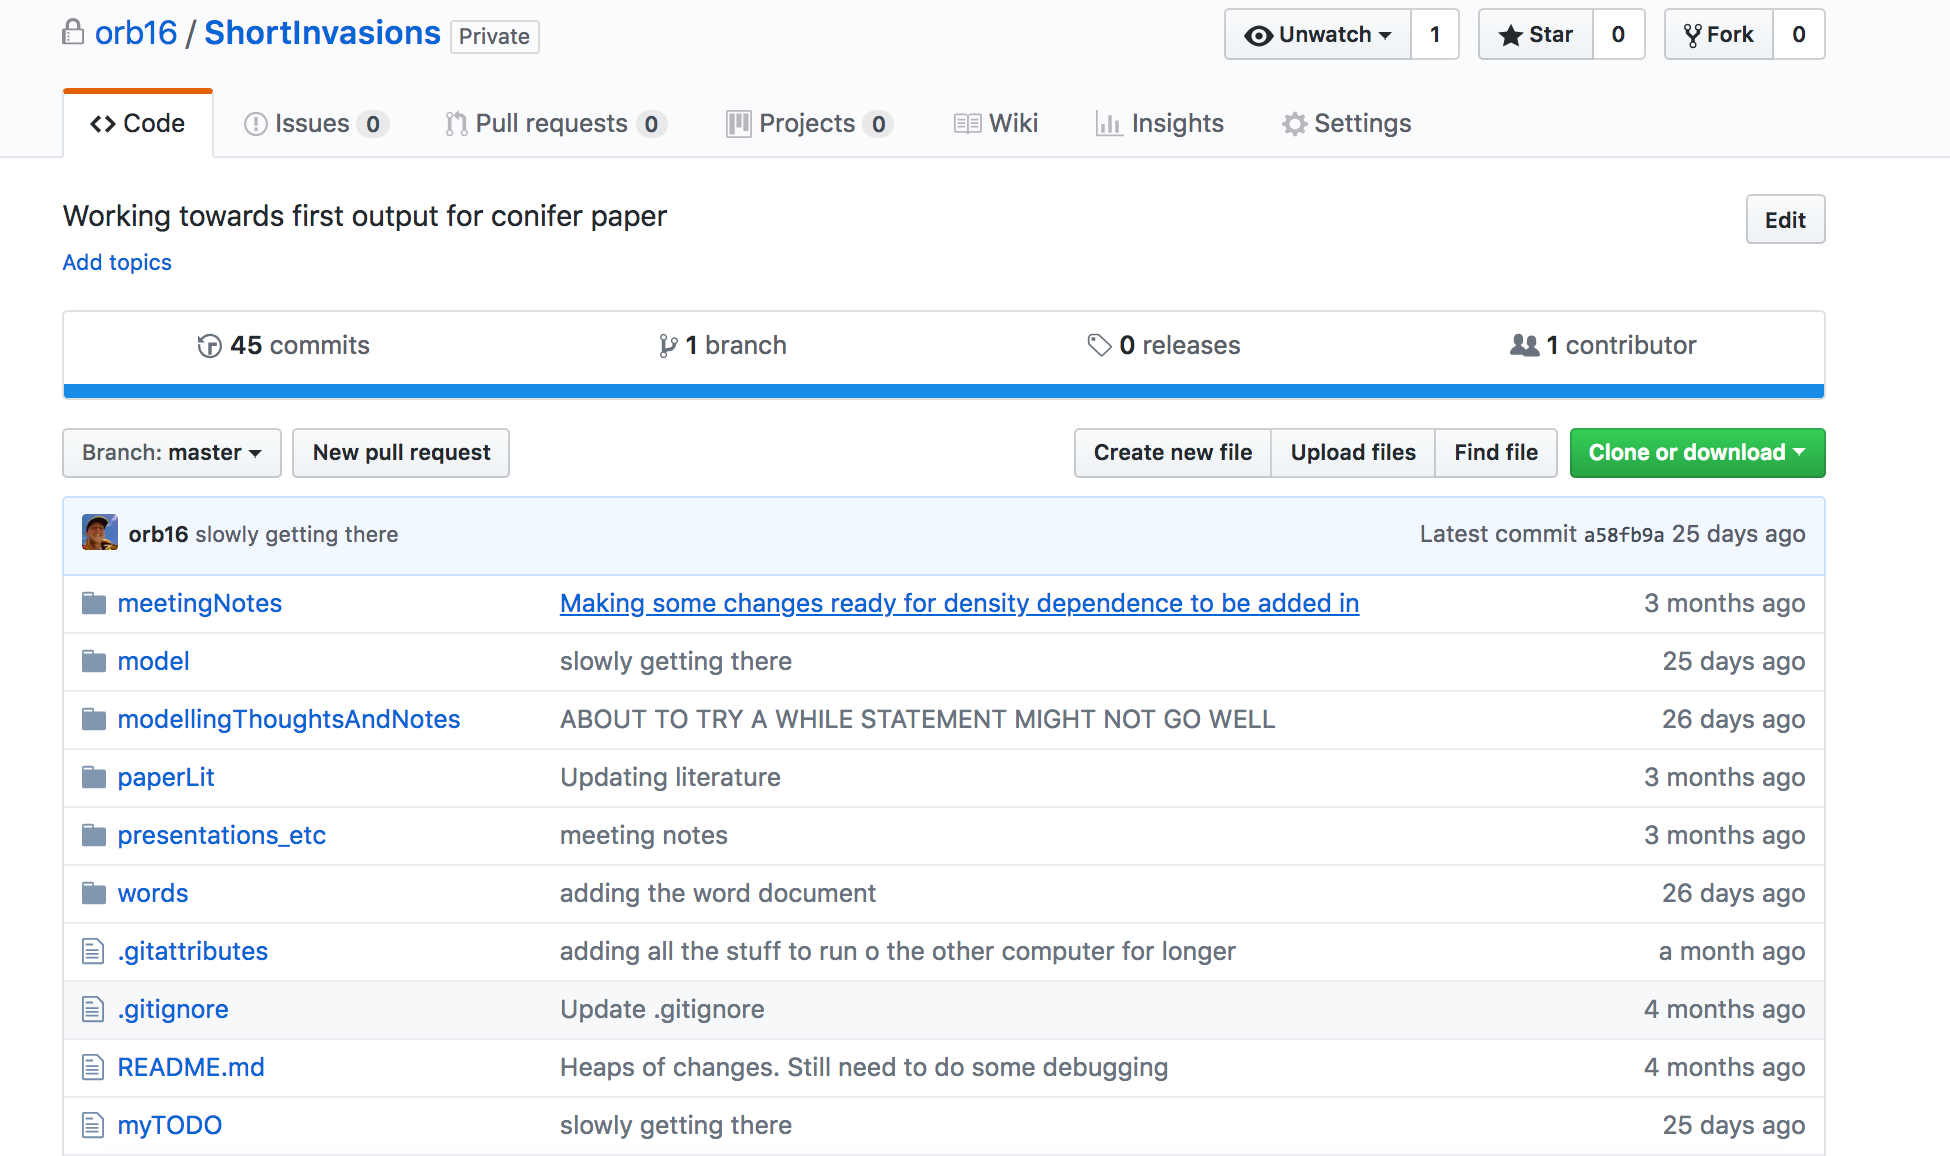 orb16 / ShortInvasions Private Unwatch 1 Star 0 Fork 0
Code Issues 0 Pull requests 0 Projects 0 Wiki Insights Settings
Working towards first output for conifer paper Edit
Add topics
45 commits 1 branch 0 releases 1 contributor
Branch: master New pull request Create new file Upload files Find file Clone or download
orb16 slowly getting there Latest commit a58fb9a 25 days ago
meetingNotes Making some changes ready for density dependence to be added in 3 months ago
model slowly getting there 25 days ago
modellingThoughtsAndNotes ABOUT TO TRY A WHILE STATEMENT MIGHT NOT GO WELL 26 days ago
paperLit Updating literature 3 months ago
presentations_etc meeting notes 3 months ago
words adding the word document 26 days ago
.gitattributes adding all the stuff to run o the other computer for longer a month ago
.gitignore Update .gitignore 4 months ago
README.md Heaps of changes. Still need to do some debugging 4 months ago
myTODO slowly getting there 25 days ago